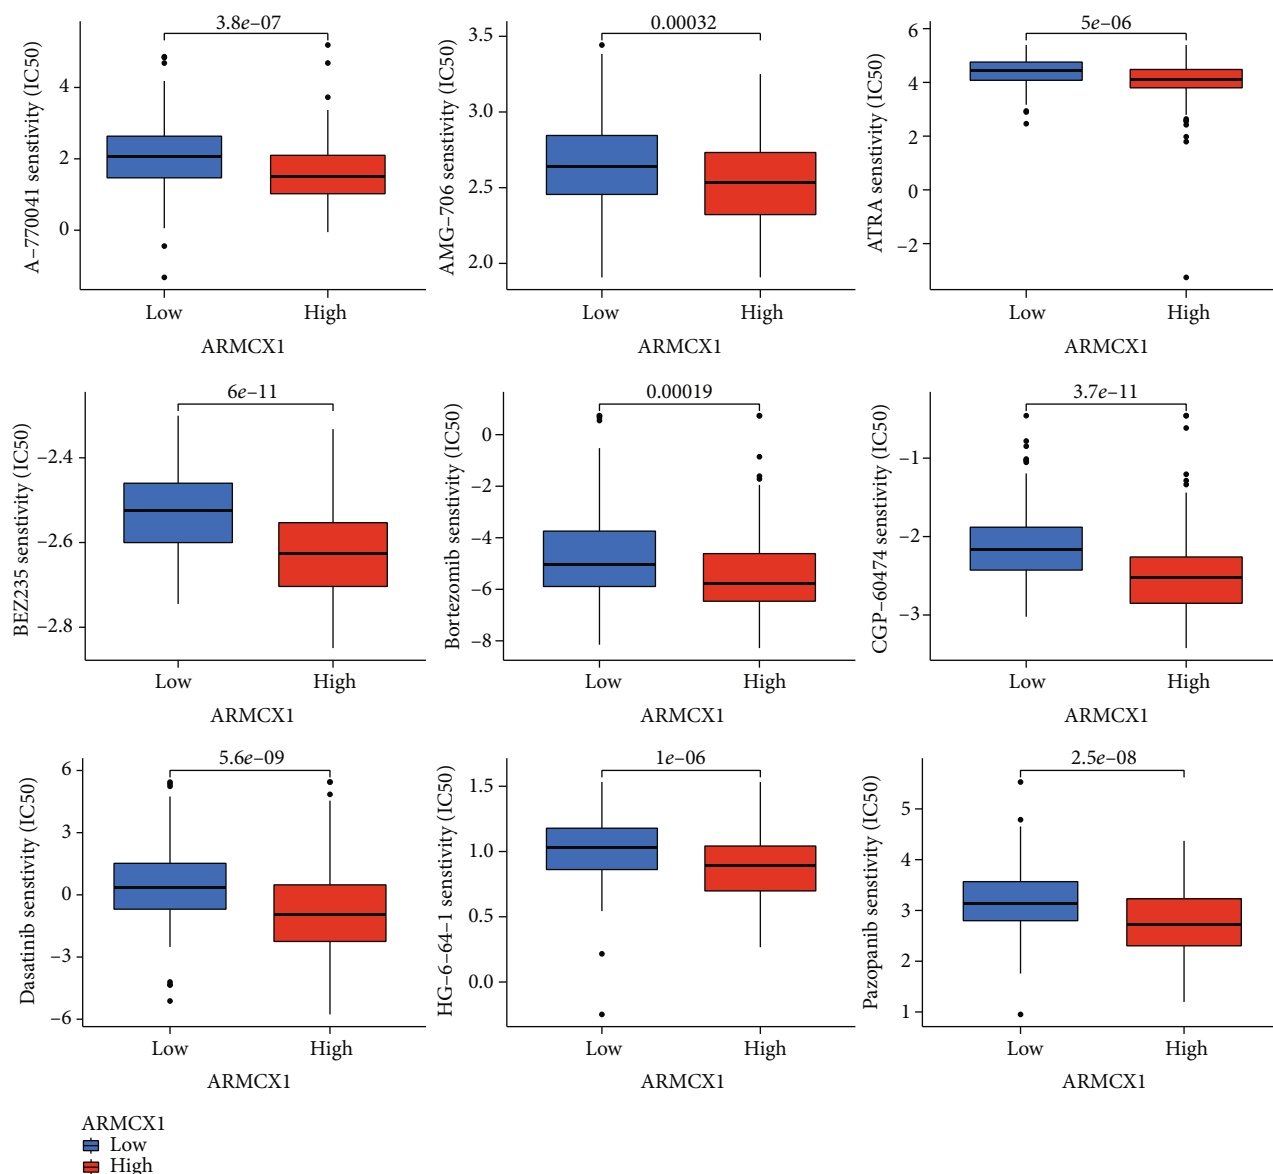 3.8e–07
A–770041 senstivity (IC50)
4
2
0
Low High
ARMCX1
0.00032
AMG–706 senstivity (IC50)
3.5
3.0
2.5
2.0
Low High
ARMCX1
5e–06
ATRA senstivity (IC50)
6
4
2
0
–2
Low High
ARMCX1
6e–11
BEZ235 senstivity (IC50)
–2.4
–2.6
–2.8
Low High
ARMCX1
0.00019
Bortezomib senstivity (IC50)
0
–2
–4
–6
–8
Low High
ARMCX1
3.7e–11
CGP–60474 senstivity (IC50)
–1
–2
–3
Low High
ARMCX1
5.6e–09
Dasatinib senstivity (IC50)
6
3
0
–3
–6
Low High
ARMCX1
1e–06
HG–6–64–1 senstivity (IC50)
1.5
1.0
0.5
0.0
Low High
ARMCX1
2.5e–08
Pazopanib senstivity (IC50)
5
4
3
2
1
Low High
ARMCX1
ARMCX1
Low
High